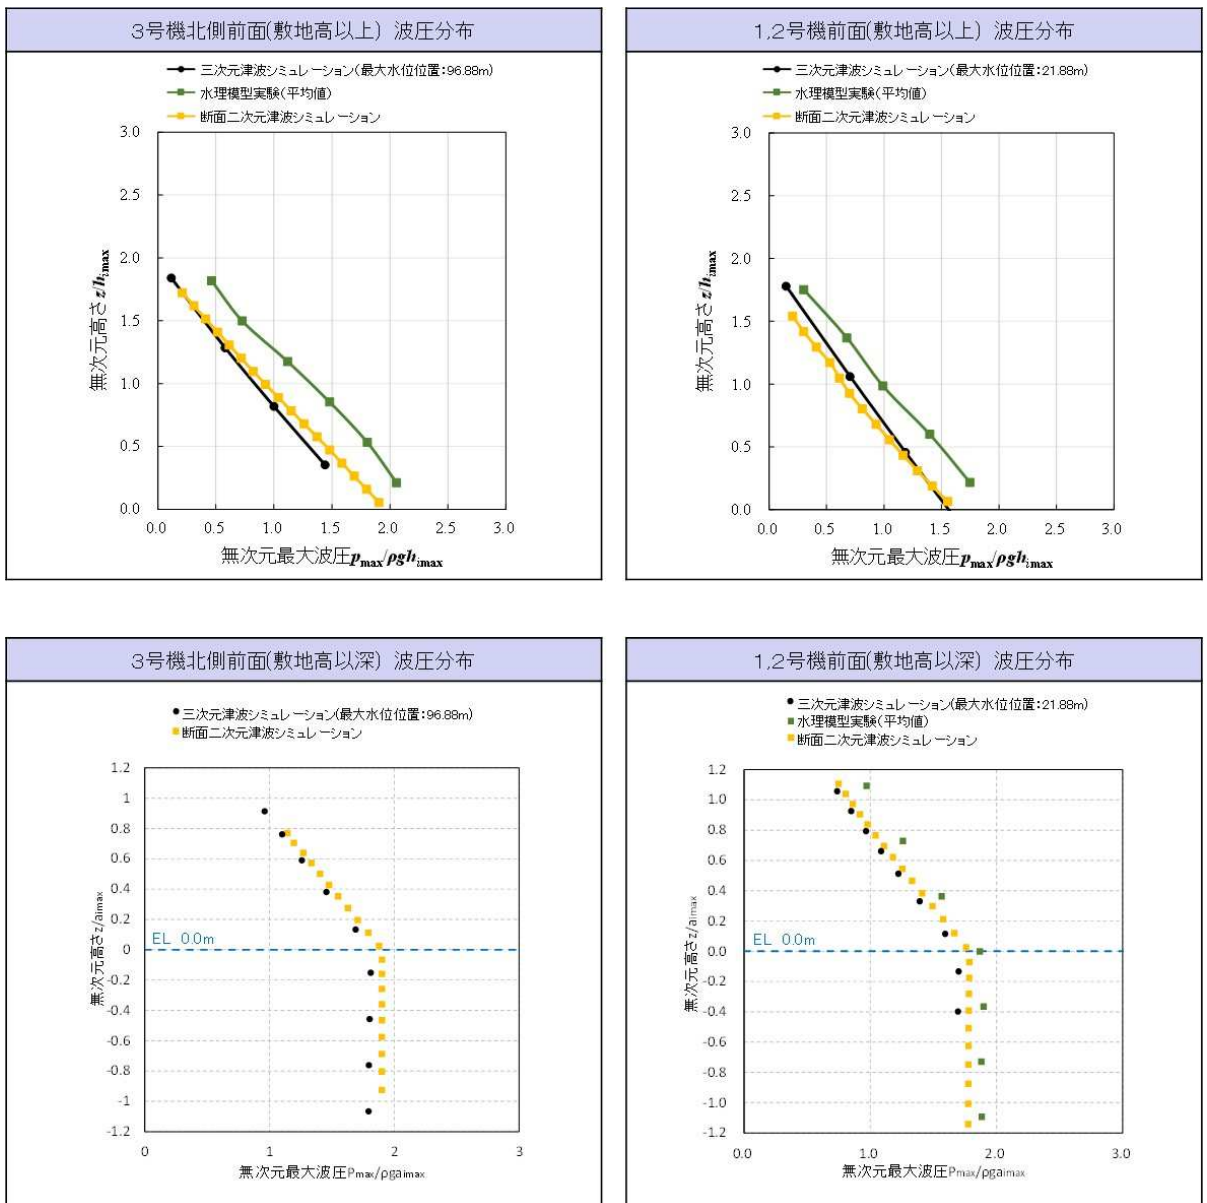 3号機北側前面(敷地高以上) 波圧分布
三次元津波シミュレーション(最大水位位置:96.88m)
水理模型実験(平均値)
断面二次元津波シミュレーション
3.0
2.5
2.0
1.5
1.0
0.5
0.0
無次元高さz/himax
0.0 0.5 1.0 1.5 2.0 2.5 3.0
無次元最大波圧pmax/ρghimax
1,2号機前面(敷地高以上) 波圧分布
三次元津波シミュレーション(最大水位位置:21.88m)
水理模型実験(平均値)
断面二次元津波シミュレーション
3.0
2.5
2.0
1.5
1.0
0.5
0.0
無次元高さz/himax
0.0 0.5 1.0 1.5 2.0 2.5 3.0
無次元最大波圧pmax/ρghimax
3号機北側前面(敷地高以深) 波圧分布
三次元津波シミュレーション(最大水位位置:96.88m)
断面二次元津波シミュレーション
1.2
1
0.8
0.6
0.4
0.2
0
-0.2
-0.4
-0.6
-0.8
-1
-1.2
無次元高さz/aimax
EL 0.0m
0 1 2 3
無次元最大波圧Pmax/ρgaimax
1,2号機前面(敷地高以深) 波圧分布
三次元津波シミュレーション(最大水位位置:21.88m)
水理模型実験(平均値)
断面二次元津波シミュレーション
1.2
1.0
0.8
0.6
0.4
0.2
0.0
-0.2
-0.4
-0.6
-0.8
-1.0
-1.2
無次元高さz/aimax
EL 0.0m
0.0 1.0 2.0 3.0
無次元最大波圧Pmax/ρgaimax